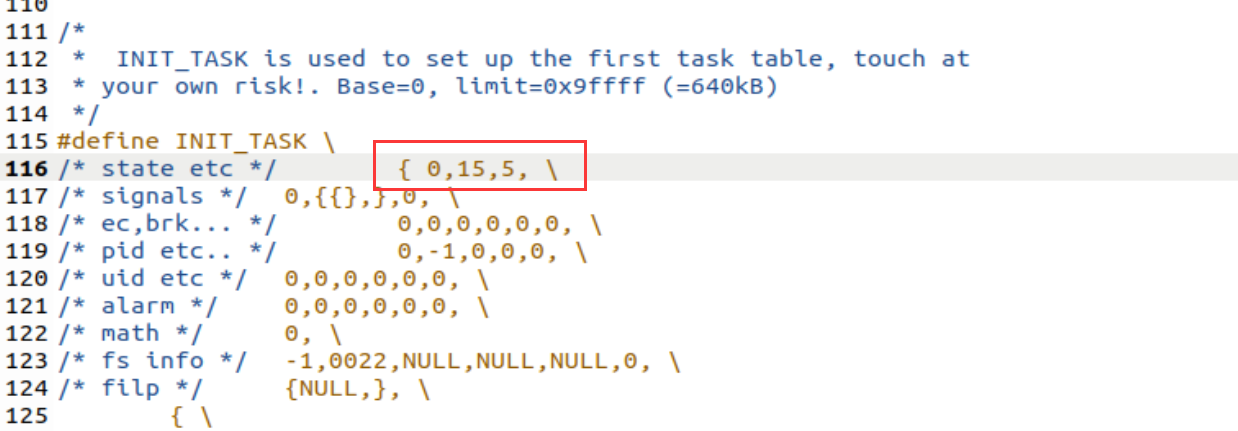 110
111 /*
112  *  INIT_TASK is used to set up the first task table, touch at
113  * your own risk!. Base=0, limit=0x9ffff (=640kB)
114  */
115 #define INIT_TASK \
116 /* state etc */	{ 0,15,5, \
117 /* signals */	0,{{},},0, \
118 /* ec,brk... */	0,0,0,0,0,0, \
119 /* pid etc.. */	0,-1,0,0,0, \
120 /* uid etc */	0,0,0,0,0,0, \
121 /* alarm */	0,0,0,0,0,0, \
122 /* math */	0, \
123 /* fs info */	-1,0022,NULL,NULL,NULL,0, \
124 /* filp */	{NULL,}, \
125 	{ \